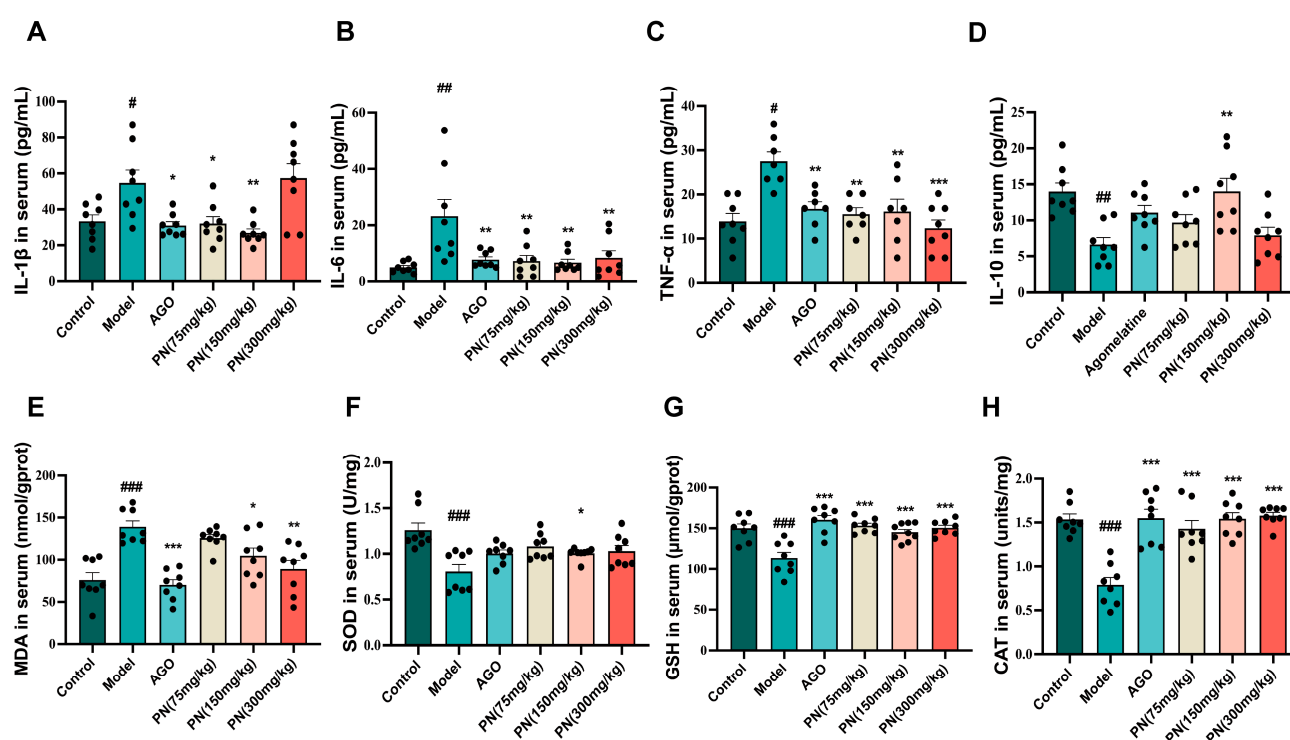 A
B
C
D
IL-1β in serum (pg/mL)
100
80
60
40
20
0
#
*
*
**
Control
Model
AGO
PN(75mg/kg)
PN(150mg/kg)
PN(300mg/kg)
IL-6 in serum (pg/mL)
60
40
20
0
##
**
**
**
**
Control
Model
AGO
PN(75mg/kg)
PN(150mg/kg)
PN(300mg/kg)
TNF-α in serum (pg/mL)
40
30
20
10
0
#
**
**
**
***
Control
Model
AGO
PN(75mg/kg)
PN(150mg/kg)
PN(300mg/kg)
IL-10 in serum (pg/mL)
25
20
15
10
5
0
##
**
Control
Model
Agomelatine
PN(75mg/kg)
PN(150mg/kg)
PN(300mg/kg)
E
F
G
H
MDA in serum (nmol/gprot)
200
150
100
50
0
###
***
*
**
Control
Model
AGO
PN(75mg/kg)
PN(150mg/kg)
PN(300mg/kg)
SOD in serum (U/mg)
2.0
1.5
1.0
0.5
0.0
###
*
Control
Model
AGO
PN(75mg/kg)
PN(150mg/kg)
PN(300mg/kg)
GSH in serum (μmol/gprot)
200
150
100
50
0
###
***
***
***
***
Control
Model
AGO
PN(75mg/kg)
PN(150mg/kg)
PN(300mg/kg)
CAT in serum (units/mg)
2.0
1.5
1.0
0.5
0.0
###
***
***
***
***
Control
Model
AGO
PN(75mg/kg)
PN(150mg/kg)
PN(300mg/kg)